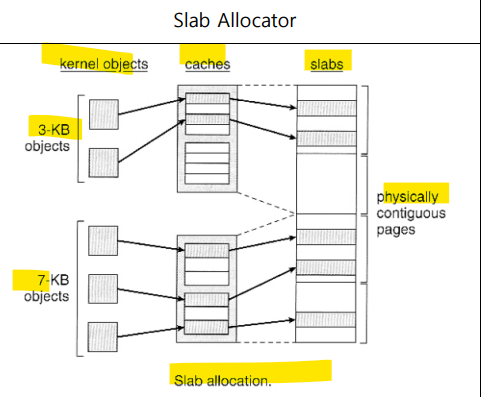 Slab Allocator
kernel objects
caches
slabs
3-KB
objects
physically
contiguous
pages
7-KB
objects
Slab allocation.